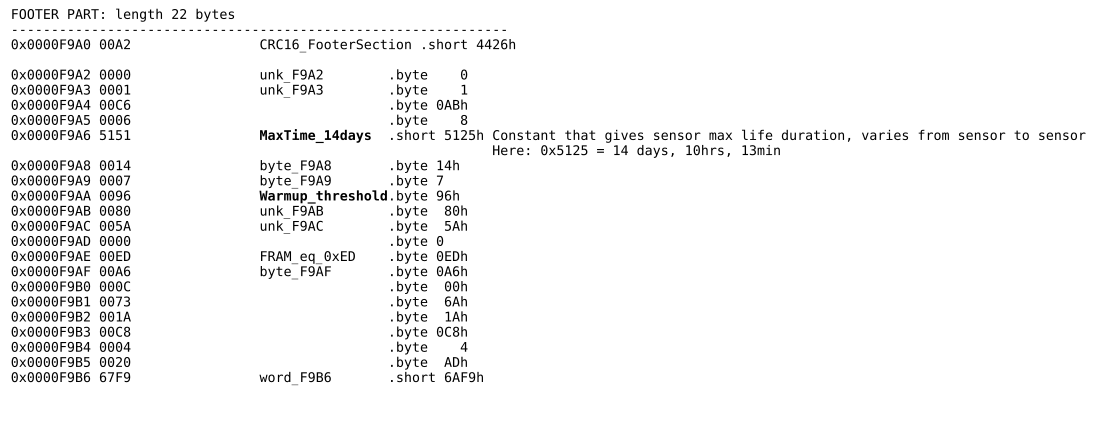 FOOTER PART: length 22 bytes
--------------------------------------------------------------
0x0000F9A0 00A2                CRC16_FooterSection .short 4426h
0x0000F9A2 0000                unk_F9A2        .byte    0
0x0000F9A3 0001                unk_F9A3        .byte    1
0x0000F9A4 00C6                                .byte 0ABh
0x0000F9A5 0006                                .byte    8
0x0000F9A6 5151                MaxTime_14days  .short 5125h Constant that gives sensor max life duration, varies from sensor to sensor
                                                            Here: 0x5125 = 14 days, 10hrs, 13min
0x0000F9A8 0014                byte_F9A8       .byte 14h
0x0000F9A9 0007                byte_F9A9       .byte 7
0x0000F9AA 0096                Warmup_threshold.byte 96h
0x0000F9AB 0080                unk_F9AB        .byte  80h
0x0000F9AC 005A                unk_F9AC        .byte  5Ah
0x0000F9AD 0000                                .byte 0
0x0000F9AE 00ED                FRAM_eq_0xED    .byte 0EDh
0x0000F9AF 00A6                byte_F9AF       .byte 0A6h
0x0000F9B0 000C                                .byte  00h
0x0000F9B1 0073                                .byte  6Ah
0x0000F9B2 001A                                .byte  1Ah
0x0000F9B3 00C8                                .byte 0C8h
0x0000F9B4 0004                                .byte    4
0x0000F9B5 0020                                .byte  ADh
0x0000F9B6 67F9                word_F9B6       .short 6AF9h